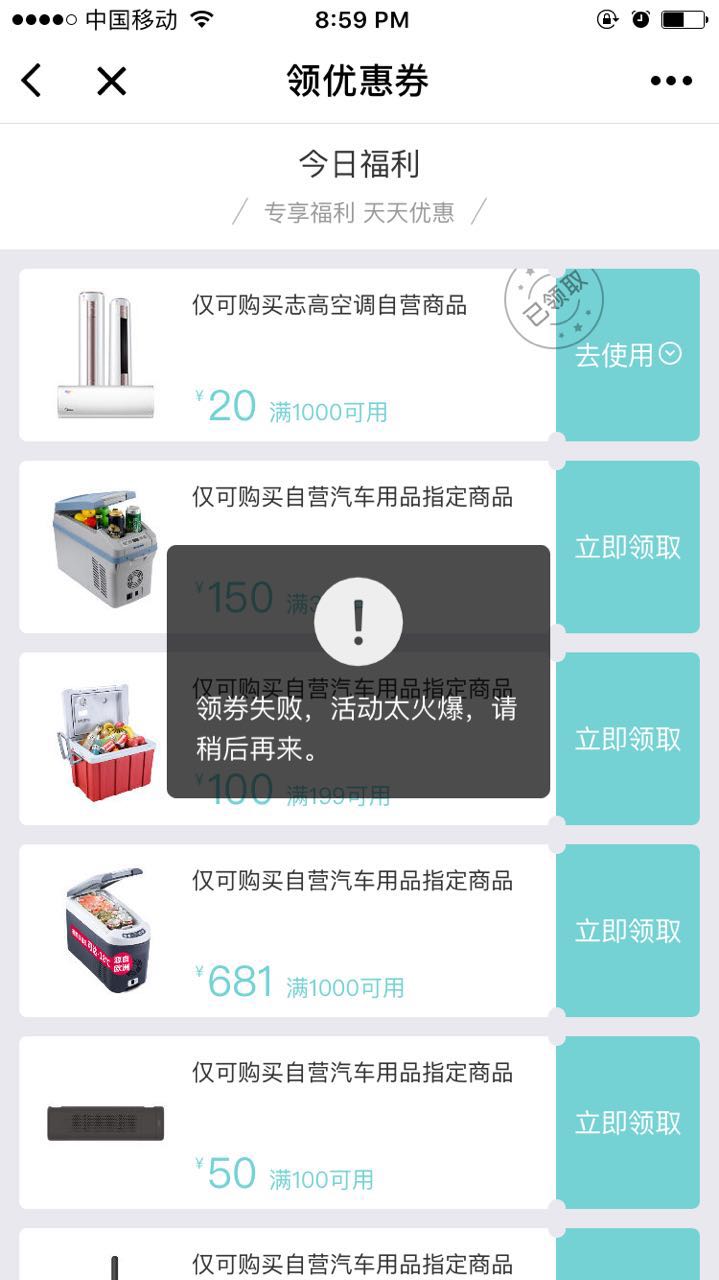 中国移动
8:59 PM
领优惠券
今日福利
专享福利 天天优惠
仅可购买志高空调自营商品
已领取
去使用
¥20 满1000可用
仅可购买自营汽车用品指定商品
立即领取
¥150
仅可购买自营汽车用品指定商品
领券失败，活动太火爆，请
稍后再来。
立即领取
¥100 满199可用
仅可购买自营汽车用品指定商品
立即领取
¥681 满1000可用
仅可购买自营汽车用品指定商品
立即领取
¥50 满100可用
仅可购买自营汽车用品指定商品